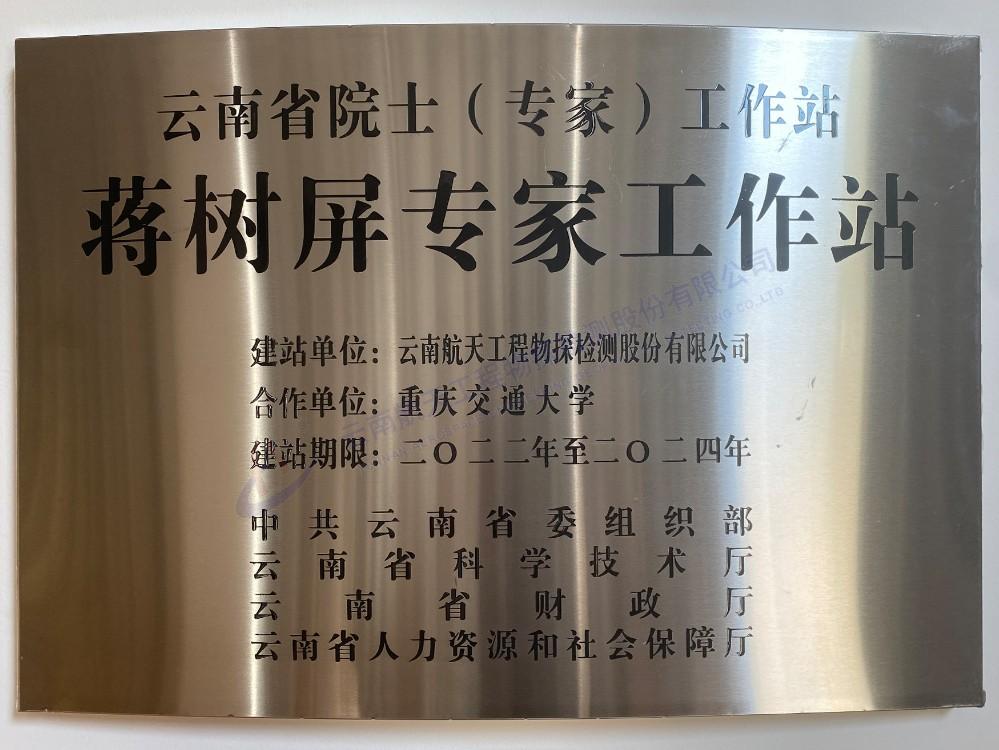 云南省院士（专家）工作站
蒋树屏专家工作站
建站单位：云南航天工程物探检测股份有限公司
合作单位：重庆交通大学
建站期限：二〇二二年至二〇二四年
中共云南省委组织部
云南省科学技术厅
云南省财政厅
云南省人力资源和社会保障厅